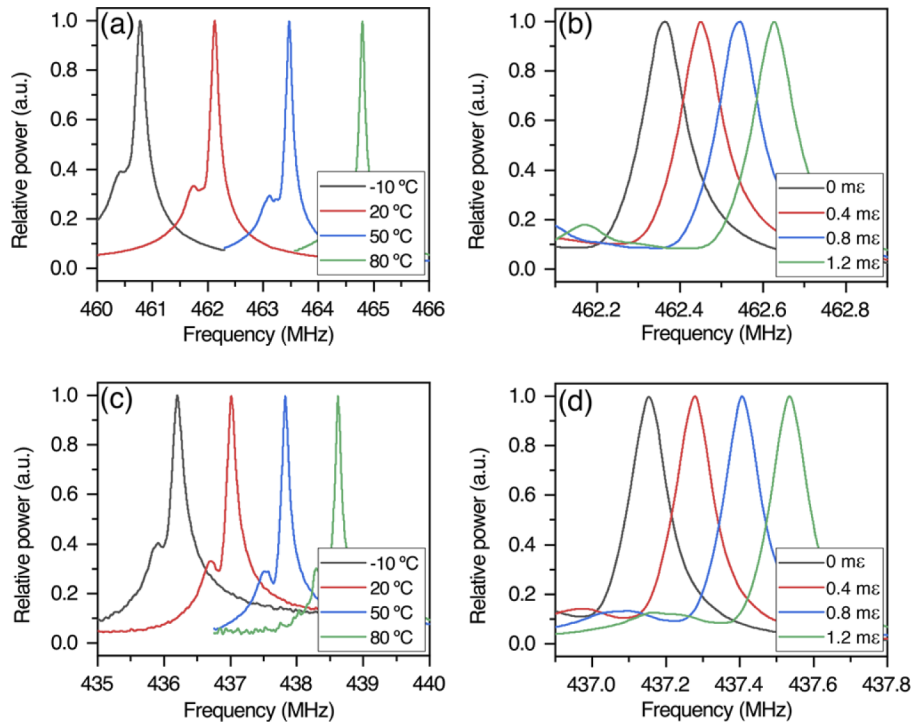 (a)
Relative power (a.u.)
1.0
0.8
0.6
0.4
0.2
0.0
-10 ºC
20 ºC
50 ºC
80 ºC
460 461 462 463 464 465 466
Frequency (MHz)
(b)
Relative power (a.u.)
1.0
0.8
0.6
0.4
0.2
0.0
0 mε
0.4 mε
0.8 mε
1.2 mε
462.2 462.4 462.6 462.8
Frequency (MHz)
(c)
Relative power (a.u.)
1.0
0.8
0.6
0.4
0.2
0.0
-10 ºC
20 ºC
50 ºC
80 ºC
435 436 437 438 439 440
Frequency (MHz)
(d)
Relative power (a.u.)
1.0
0.8
0.6
0.4
0.2
0.0
0 mε
0.4 mε
0.8 mε
1.2 mε
437.0 437.2 437.4 437.6 437.8
Frequency (MHz)